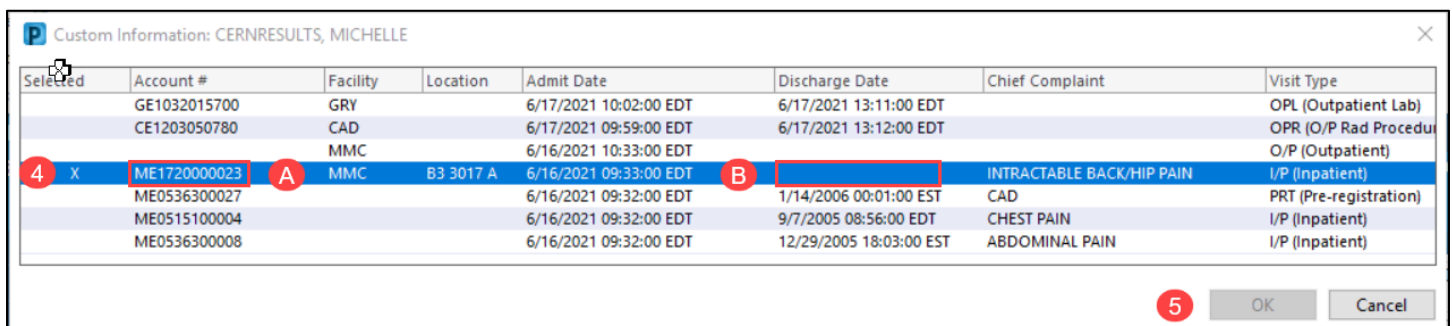 P Custom Information: CERNRESULTS, MICHELLE
Selected Account # Facility Location Admit Date Discharge Date Chief Complaint Visit Type
GE1032015700 GRY 6/17/2021 10:02:00 EDT 6/17/2021 13:11:00 EDT OPL (Outpatient Lab)
CE1203050780 CAD 6/17/2021 09:59:00 EDT 6/17/2021 13:12:00 EDT OPR (O/P Rad Procedu
MMC 6/16/2021 10:33:00 EDT O/P (Outpatient)
4 X ME1720000023 A MMC B3 3017 A 6/16/2021 09:33:00 EDT B INTRACTABLE BACK/HIP PAIN I/P (Inpatient)
ME0536300027 6/16/2021 09:32:00 EDT 1/14/2006 00:01:00 EST CAD PRT (Pre-registration)
ME0515100004 6/16/2021 09:32:00 EDT 9/7/2005 08:56:00 EDT CHEST PAIN I/P (Inpatient)
ME0536300008 6/16/2021 09:32:00 EDT 12/29/2005 18:03:00 EST ABDOMINAL PAIN I/P (Inpatient)
5 OK Cancel